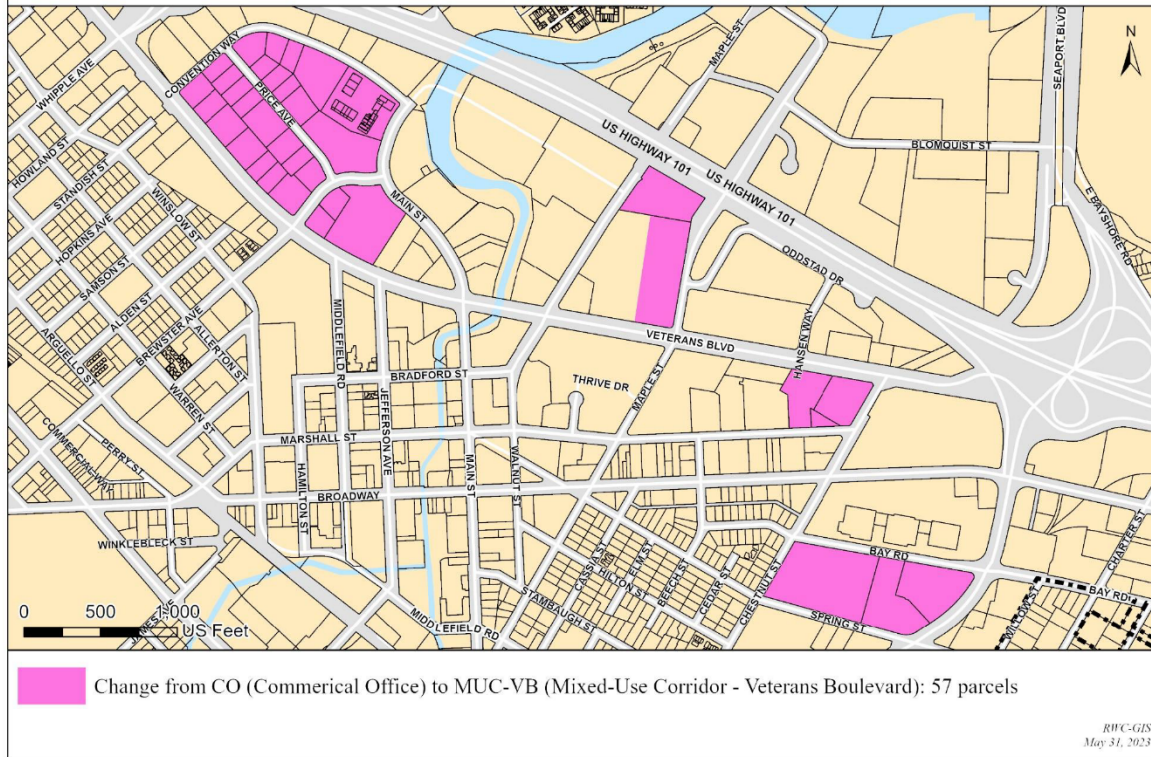 CONVENTION WAY
WHIPPLE AVE
PRICE AVE
MAPLE ST
SEAPORT BLVD
N
HOWLAND ST
STANDISH ST
HOPKINS AVE
WINSLOW ST
SAMSON ST
ALDEN ST
BREWSTER AVE
ALLERTON ST
ARGUELLO ST
WARREN ST
MAIN ST
US HIGHWAY 101
US HIGHWAY 101
BLOMQUIST ST
E BAYSHORE RD
ODDSTAD DR
HANSEN WAY
VETERANS BLVD
MIDDLEFIELD RD
JEFFERSON AVE
BRADFORD ST
THRIVE DR
MAPLE ST
COMMERCIAL WAY
PERRY ST
MARSHALL ST
HAMILTON ST
MAIN ST
WALNUT ST
BROADWAY
WINKLEBLECK ST
CASSIA ST
ELM ST
HILTON ST
BEECH ST
CEDAR ST
CHESTNUT ST
BAY RD
CHARTER ST
STAMBAUGH ST
SPRING ST
WILLOW ST
BAY RD
MIDDLEFIELD RD
0 500 1,000
US Feet
Change from CO (Commerical Office) to MUC-VB (Mixed-Use Corridor - Veterans Boulevard): 57 parcels
RWC-GIS
May 31, 2023